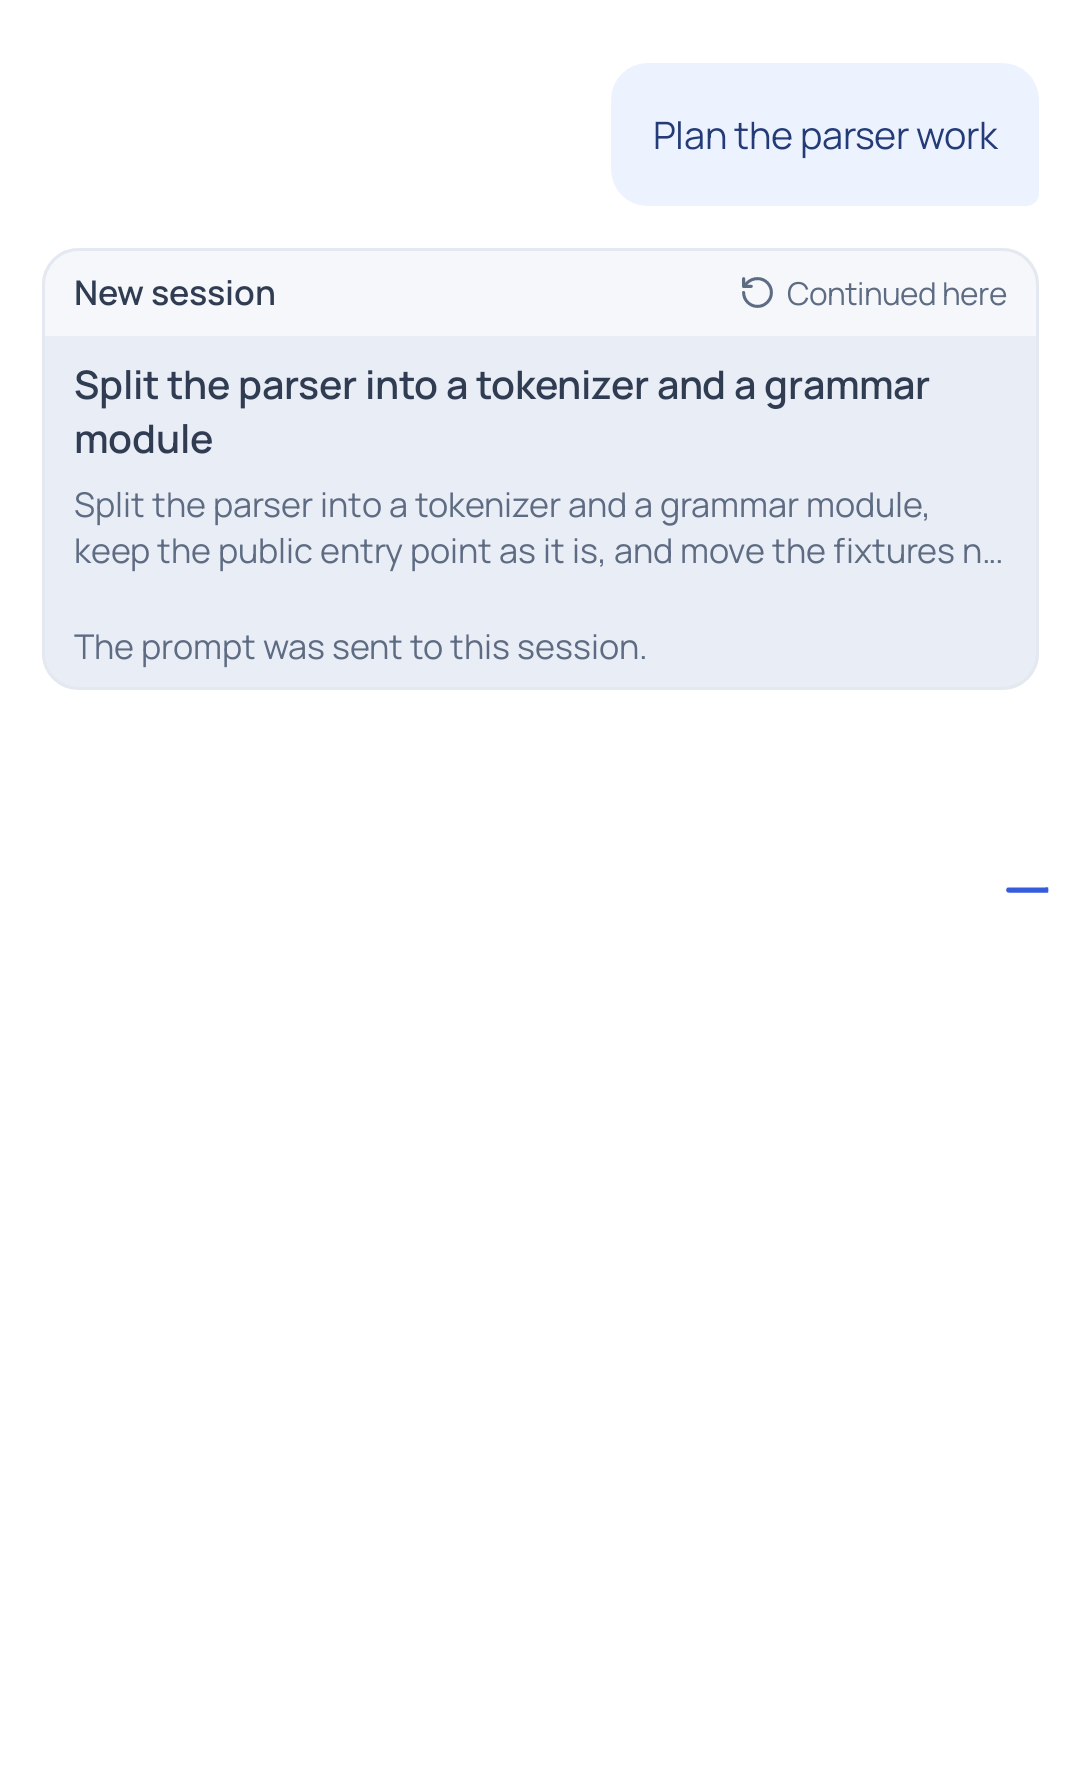 Plan the parser work
New session
Continued here
Split the parser into a tokenizer and a grammar
module
Split the parser into a tokenizer and a grammar module,
keep the public entry point as it is, and move the fixtures n…
The prompt was sent to this session.